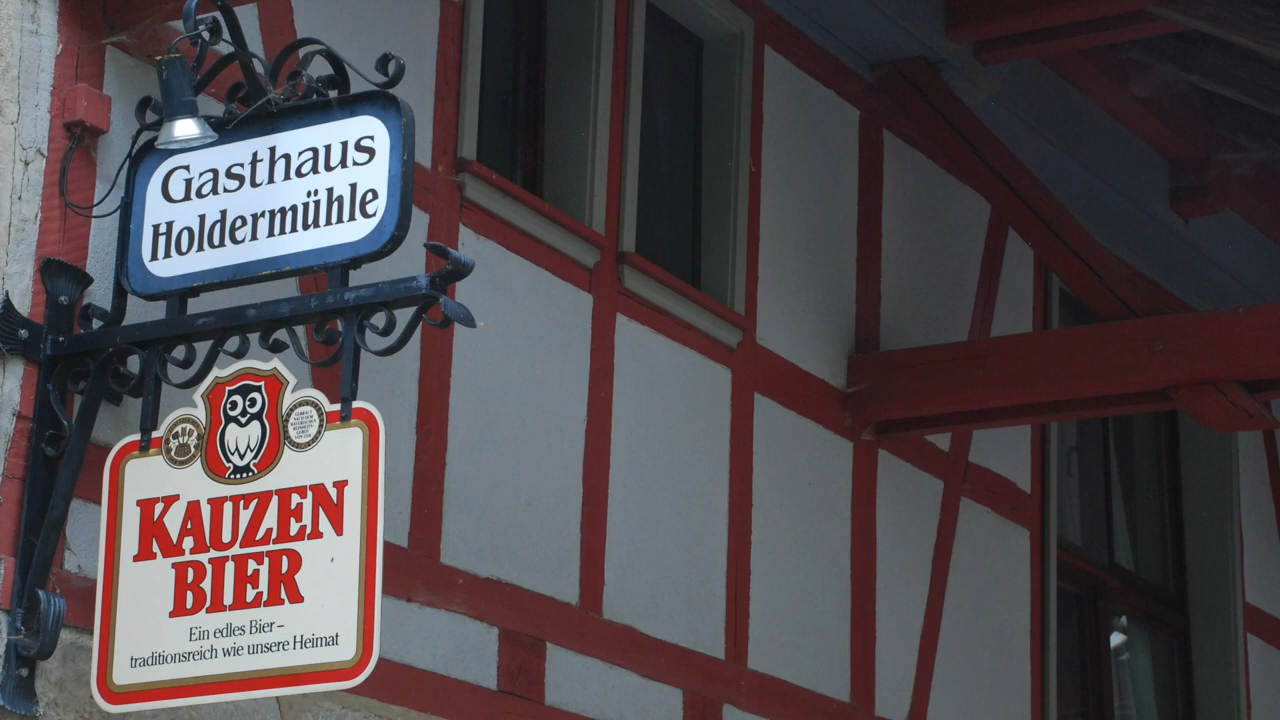 Gasthaus
Holdermühle
KAUZEN
BIER
Ein edles Bier –
traditionsreich wie unsere Heimat